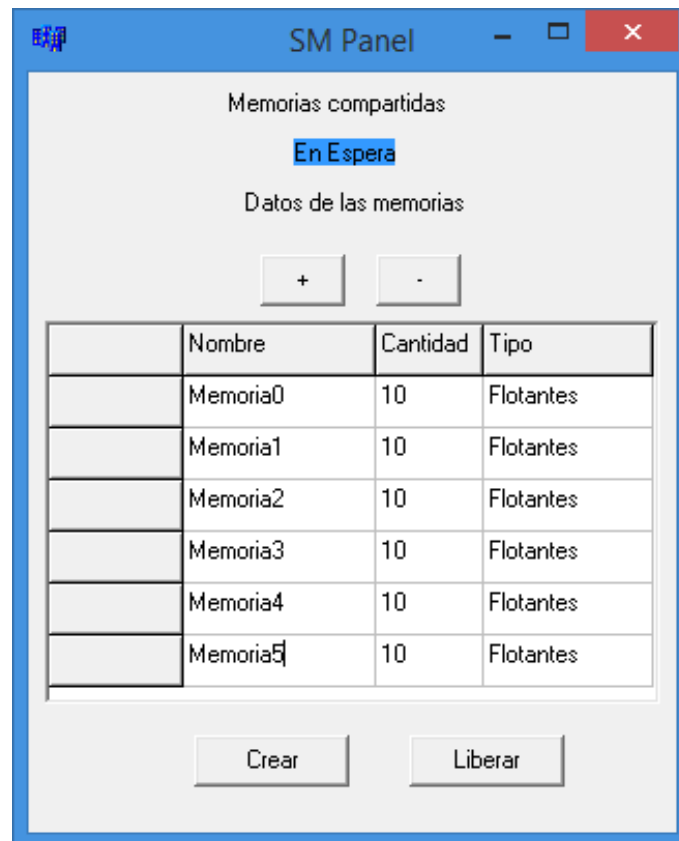 SM Panel
Memorias compartidas
En Espera
Datos de las memorias
+ -
Nombre Cantidad Tipo
Memoria0 10 Flotantes
Memoria1 10 Flotantes
Memoria2 10 Flotantes
Memoria3 10 Flotantes
Memoria4 10 Flotantes
Memoria5 10 Flotantes
Crear Liberar